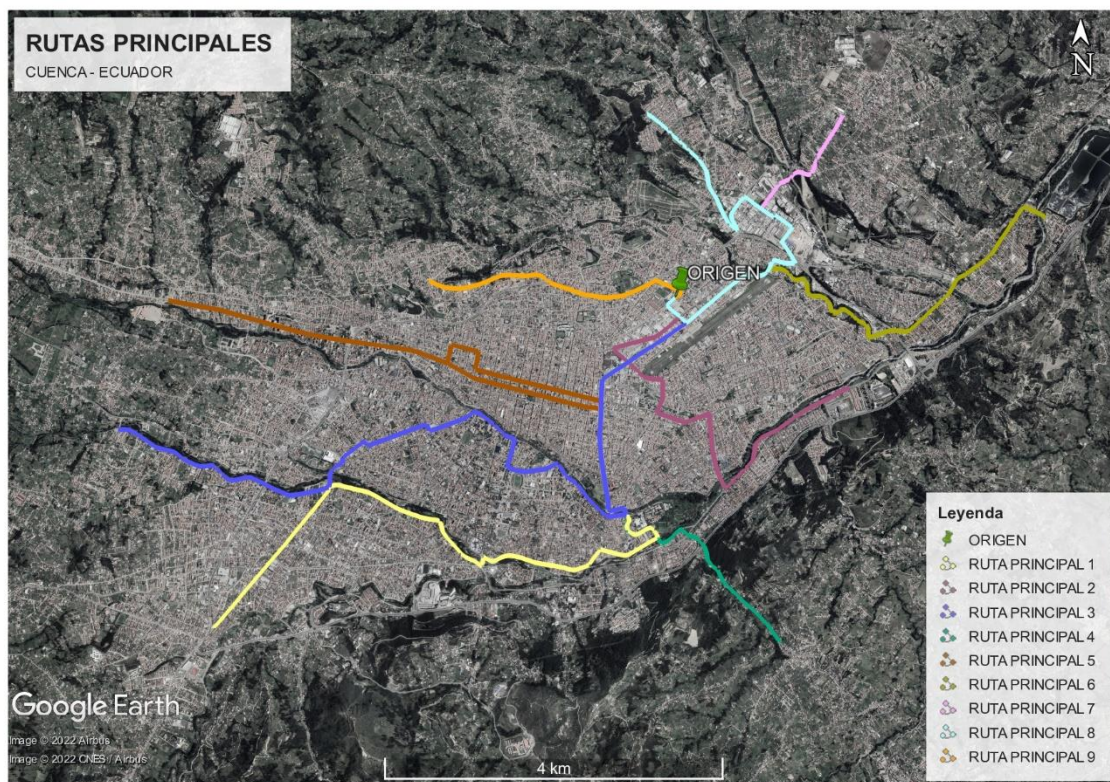 RUTAS PRINCIPALES
CUENCA - ECUADOR
N
ORIGEN
Leyenda
ORIGEN
RUTA PRINCIPAL 1
RUTA PRINCIPAL 2
RUTA PRINCIPAL 3
RUTA PRINCIPAL 4
RUTA PRINCIPAL 5
RUTA PRINCIPAL 6
RUTA PRINCIPAL 7
RUTA PRINCIPAL 8
RUTA PRINCIPAL 9
Google Earth
Image © 2022 Airbus
Image © 2022 CNES / Airbus
4 km